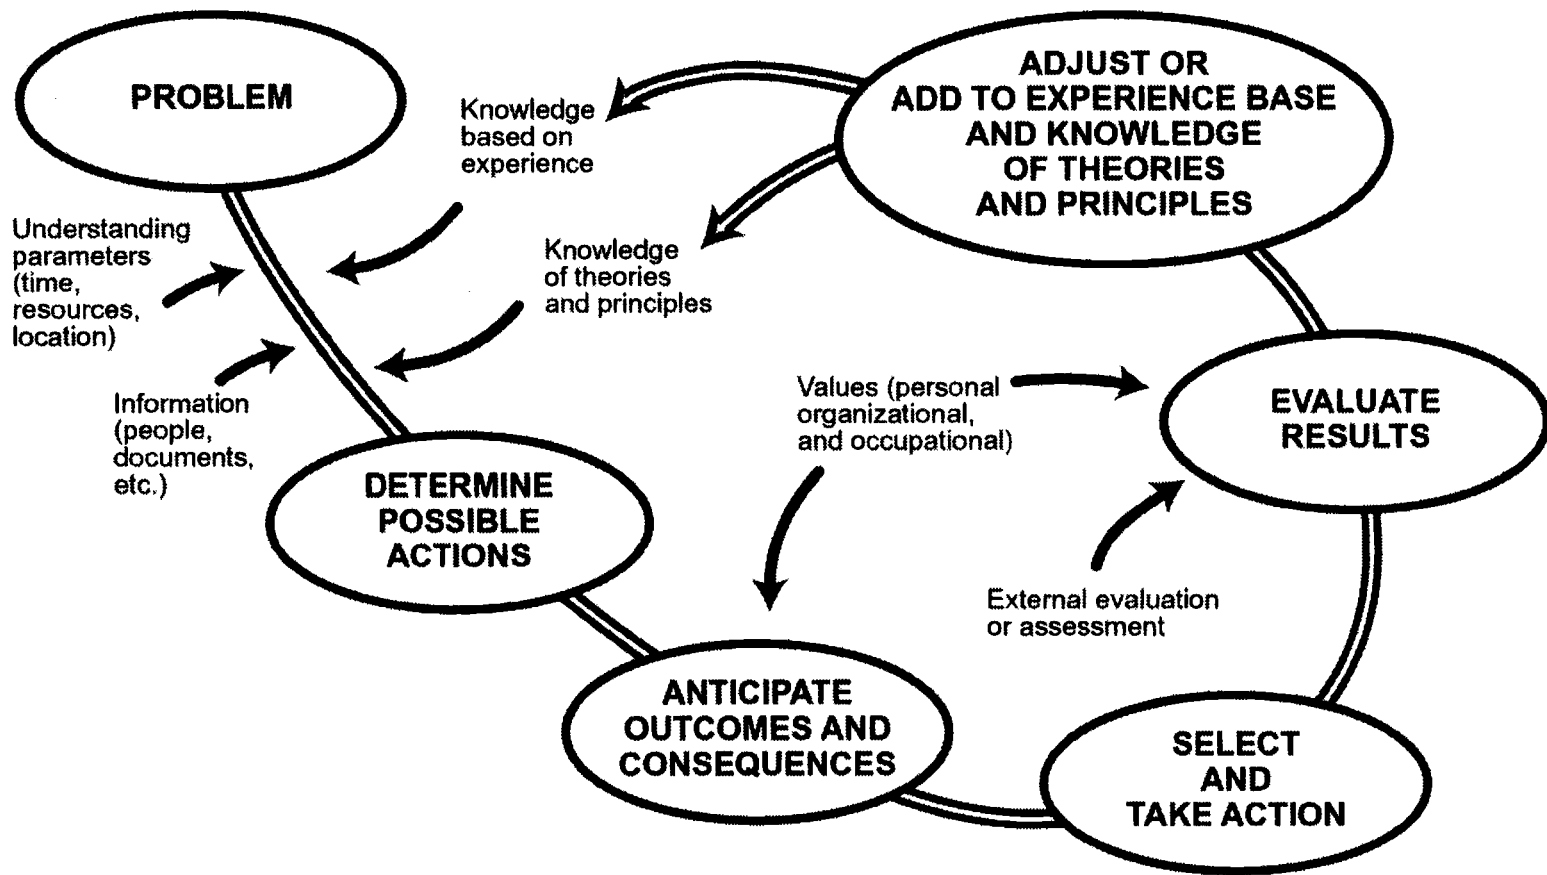 PROBLEM
Knowledge
based on
experience
ADJUST OR
ADD TO EXPERIENCE BASE
AND KNOWLEDGE
OF THEORIES
AND PRINCIPLES
Understanding
parameters
(time,
resources,
location)
Knowledge
of theories
and principles
Information
(people,
documents,
etc.)
Values (personal
organizational,
and occupational)
EVALUATE
RESULTS
DETERMINE
POSSIBLE
ACTIONS
External evaluation
or assessment
ANTICIPATE
OUTCOMES AND
CONSEQUENCES
SELECT
AND
TAKE ACTION